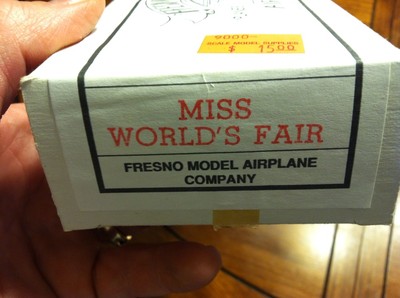 9000
SCALE MODEL SUPPLIES
$ 15.00
MISS
WORLD'S FAIR
FRESNO MODEL AIRPLANE
COMPANY